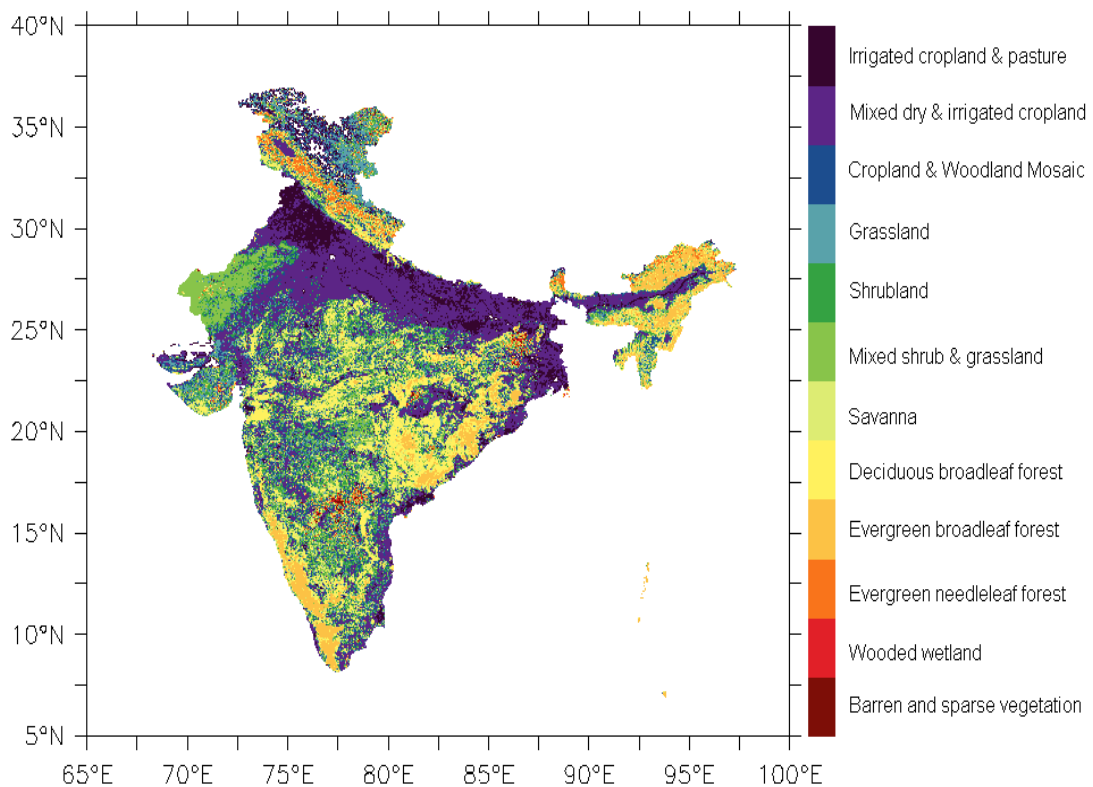 40°N
35°N
30°N
25°N
20°N
15°N
10°N
5°N
65°E 70°E 75°E 80°E 85°E 90°E 95°E 100°E
Irrigated cropland & pasture
Mixed dry & irrigated cropland
Cropland & Woodland Mosaic
Grassland
Shrubland
Mixed shrub & grassland
Savanna
Deciduous broadleaf forest
Evergreen broadleaf forest
Evergreen needleleaf forest
Wooded wetland
Barren and sparse vegetation